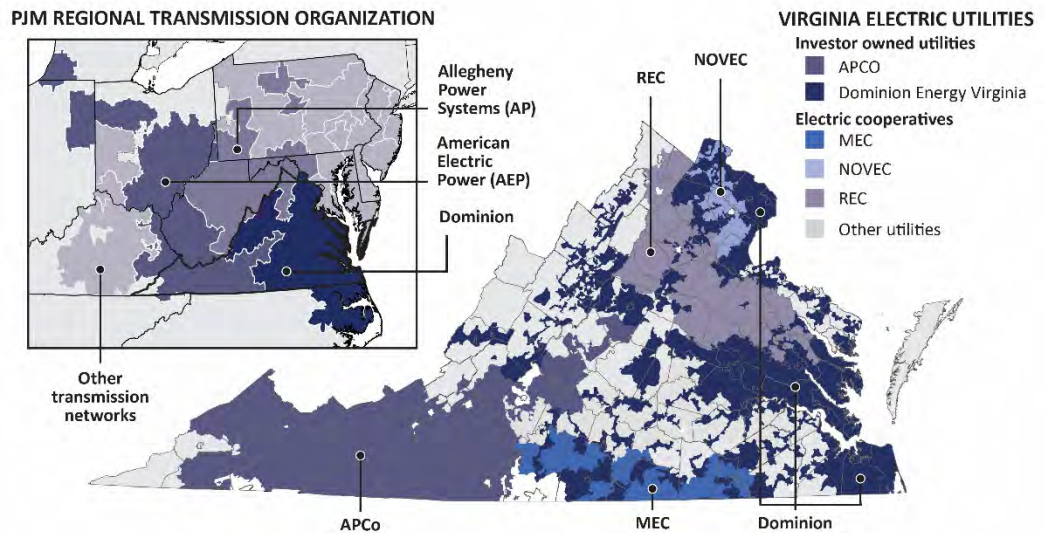 PJM REGIONAL TRANSMISSION ORGANIZATION
Allegheny
Power
Systems (AP)
American
Electric
Power (AEP)
Dominion
Other
transmission
networks
VIRGINIA ELECTRIC UTILITIES
Investor owned utilities
APCO
Dominion Energy Virginia
Electric cooperatives
MEC
NOVEC
REC
Other utilities
REC
NOVEC
APCo
MEC
Dominion